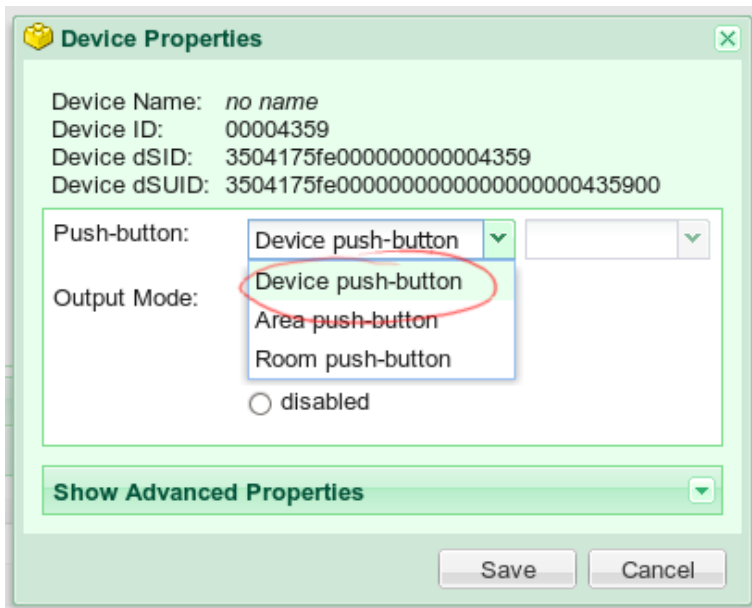 Device Properties
Device Name: no name
Device ID: 00004359
Device dSID: 3504175fe000000000004359
Device dSUID: 3504175fe0000000000000000000435900
Push-button: Device push-button
Device push-button
Output Mode:
Area push-button
Room push-button
disabled
Show Advanced Properties
Save Cancel